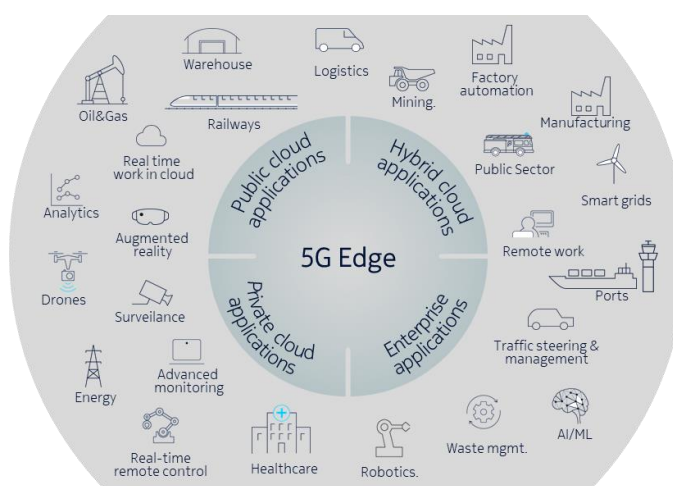 Warehouse
Logistics
Factory
automation
Mining.
Oil&Gas
Railways
Manufacturing
Real time
work in cloud
Public cloud
applications
Hybrid cloud
applications
Public Sector
Smart grids
Analytics
Augmented
reality
5G Edge
Remote work
Drones
Surveilance
Ports
Private cloud
applications
Enterprise
applications
Traffic steering &
management
Energy
Advanced
monitoring
Real-time
remote control
Healthcare
Robotics.
Waste mgmt.
AI/ML